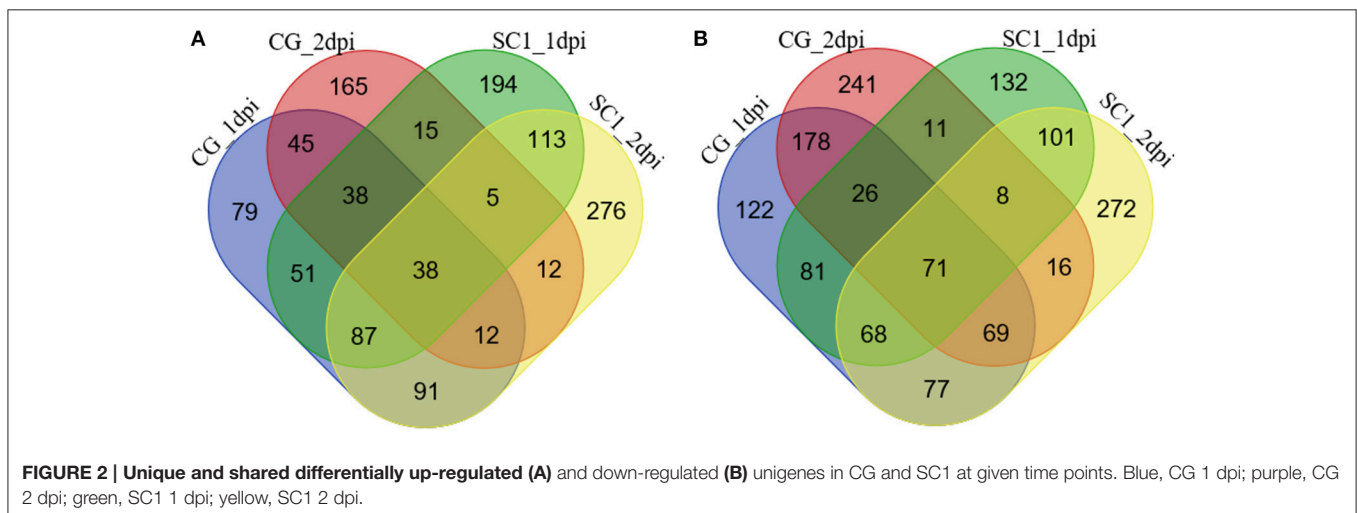 A
CG_2dpi
SC1_1dpi
CG_1dpi
SC1_2dpi
165
194
45
15
113
79
38
5
276
51
38
12
87
12
91
B
CG_2dpi
SC1_1dpi
CG_1dpi
SC1_2dpi
241
132
178
11
101
122
26
8
272
81
71
16
68
69
77
FIGURE 2 | Unique and shared differentially up-regulated (A) and down-regulated (B) unigenes in CG and SC1 at given time points. Blue, CG 1 dpi; purple, CG
2 dpi; green, SC1 1 dpi; yellow, SC1 2 dpi.